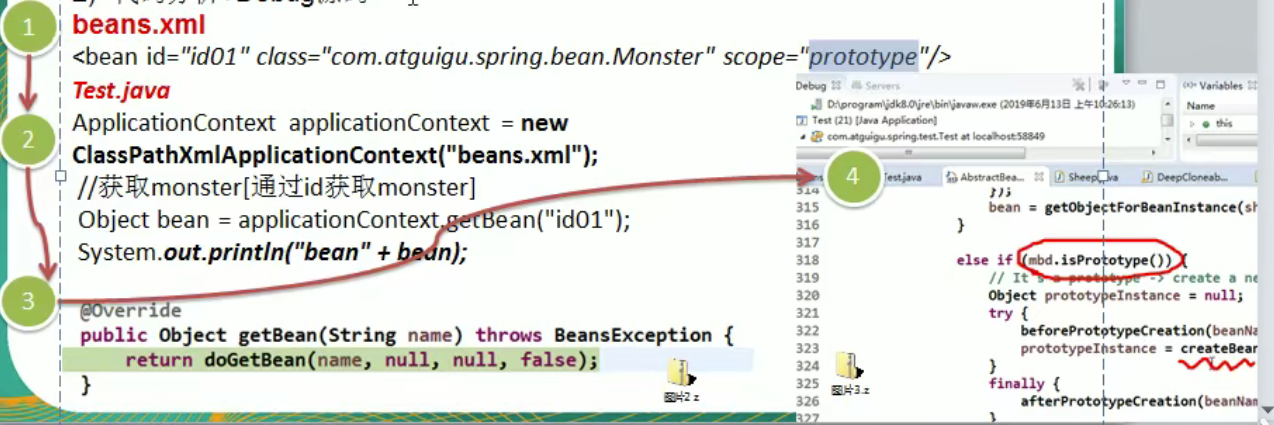 1
beans.xml
<bean id="id01" class="com.atguigu.spring.bean.Monster" scope="prototype"/>
Test.java
2
ApplicationContext applicationContext = new
ClassPathXmlApplicationContext("beans.xml");
//获取monster[通过id获取monster]
Object bean = applicationContext.getBean("id01");
System.out.println("bean" + bean);
3
@Override
public Object getBean(String name) throws BeansException {
return doGetBean(name, null, null, false);
}
图片2.z
Debug
Servers
Variables
D:\program\jdk8.0\jre\bin\javaw.exe (2019年6月13日 上午10:26:13)
Name
Test (21) [Java Application]
this
com.atguigu.spring.test.Test at localhost:58849
4
Test.java
AbstractBea...
DeepCloneab...
314 });
315 bean = getObjectForBeanInstance(sh
316 }
317
318 else if (mbd.isPrototype()) {
319 // It's a prototype -> create a ne
320 Object prototypeInstance = null;
321 try {
322 beforePrototypeCreation(beanNa
323 prototypeInstance = createBean
324 }
325 finally {
326 afterPrototypeCreation(beanNam
327 }
图片3.z